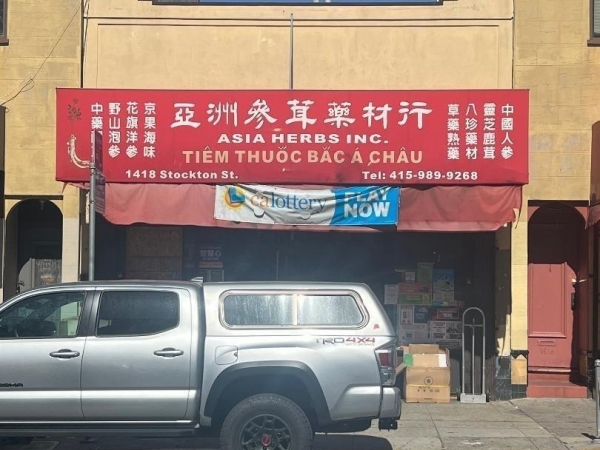 亞洲參茸藥材行
ASIA HERBS INC.
TIỆM THUỐC BẮC Á CHÂU
1418 Stockton St.
Tel: 415-989-9268
京果海味
花旗洋參
野山泡參
中藥
中國人參
靈芝鹿茸
八珍藥材
草藥熟藥
calottery
PLAY NOW
TRD4X4